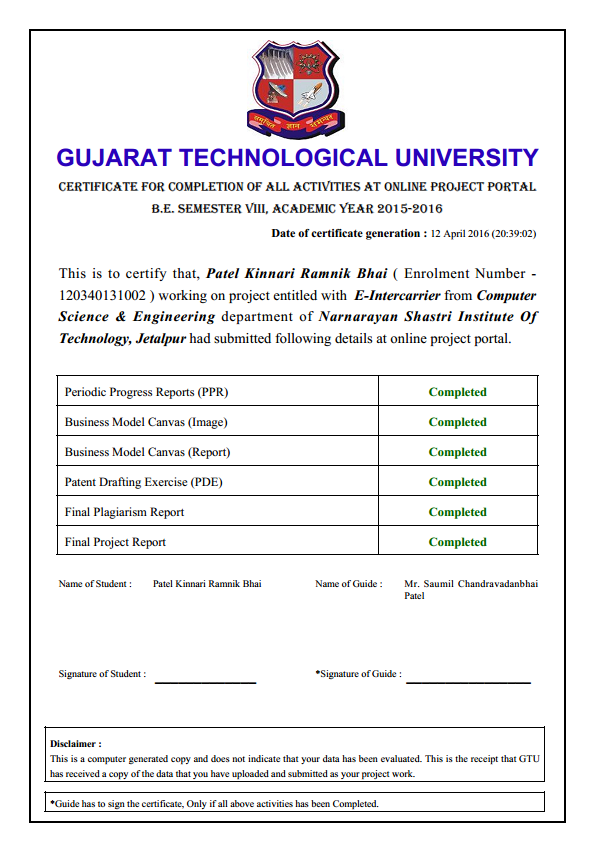 समाचरत ज्ञान समाचरत
GUJARAT TECHNOLOGICAL UNIVERSITY
CERTIFICATE FOR COMPLETION OF ALL ACTIVITIES AT ONLINE PROJECT PORTAL
B.E. SEMESTER VIII, ACADEMIC YEAR 2015-2016
Date of certificate generation : 12 April 2016 (20:39:02)
This is to certify that, Patel Kinnari Ramnik Bhai ( Enrolment Number -
120340131002 ) working on project entitled with E-Intercarrier from Computer
Science & Engineering department of Narnarayan Shastri Institute Of
Technology, Jetalpur had submitted following details at online project portal.
Periodic Progress Reports (PPR) Completed
Business Model Canvas (Image) Completed
Business Model Canvas (Report) Completed
Patent Drafting Exercise (PDE) Completed
Final Plagiarism Report Completed
Final Project Report Completed
Name of Student : Patel Kinnari Ramnik Bhai Name of Guide : Mr. Saumil Chandravadanbhai
Patel
Signature of Student : *Signature of Guide :
Disclaimer :
This is a computer generated copy and does not indicate that your data has been evaluated. This is the receipt that GTU
has received a copy of the data that you have uploaded and submitted as your project work.
*Guide has to sign the certificate, Only if all above activities has been Completed.